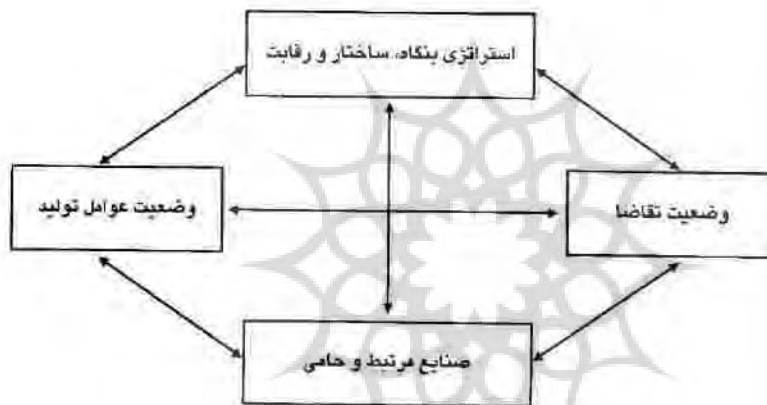 استراتژی بنگاه، ساختار و رقابت
وضعیت تقاضا
وضعیت عوامل تولید
صنایع مرتبط و حامی